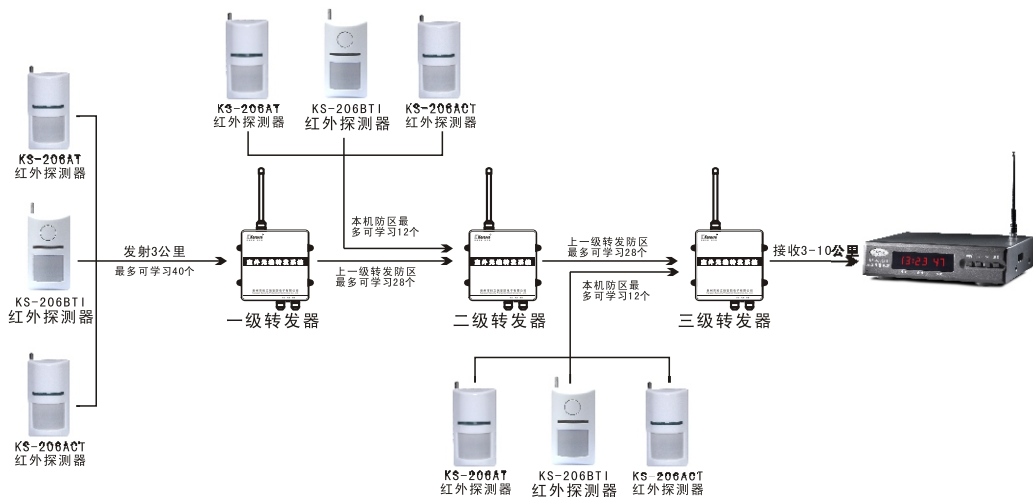 KS-206AT
红外探测器
KS-206BTI
红外探测器
KS-206ACT
红外探测器
KS-206AT
红外探测器
KS-206BTI
红外探测器
KS-206ACT
红外探测器
发射3公里
最多可学习40个
本机防区最
多可学习12个
上一级转发防区
最多可学习28个
上一级转发防区
最多可学习28个
本机防区最
多可学习12个
接收3-10公里
一级转发器
二级转发器
三级转发器
KS-206AT
红外探测器
KS-206BTI
红外探测器
KS-206ACT
红外探测器